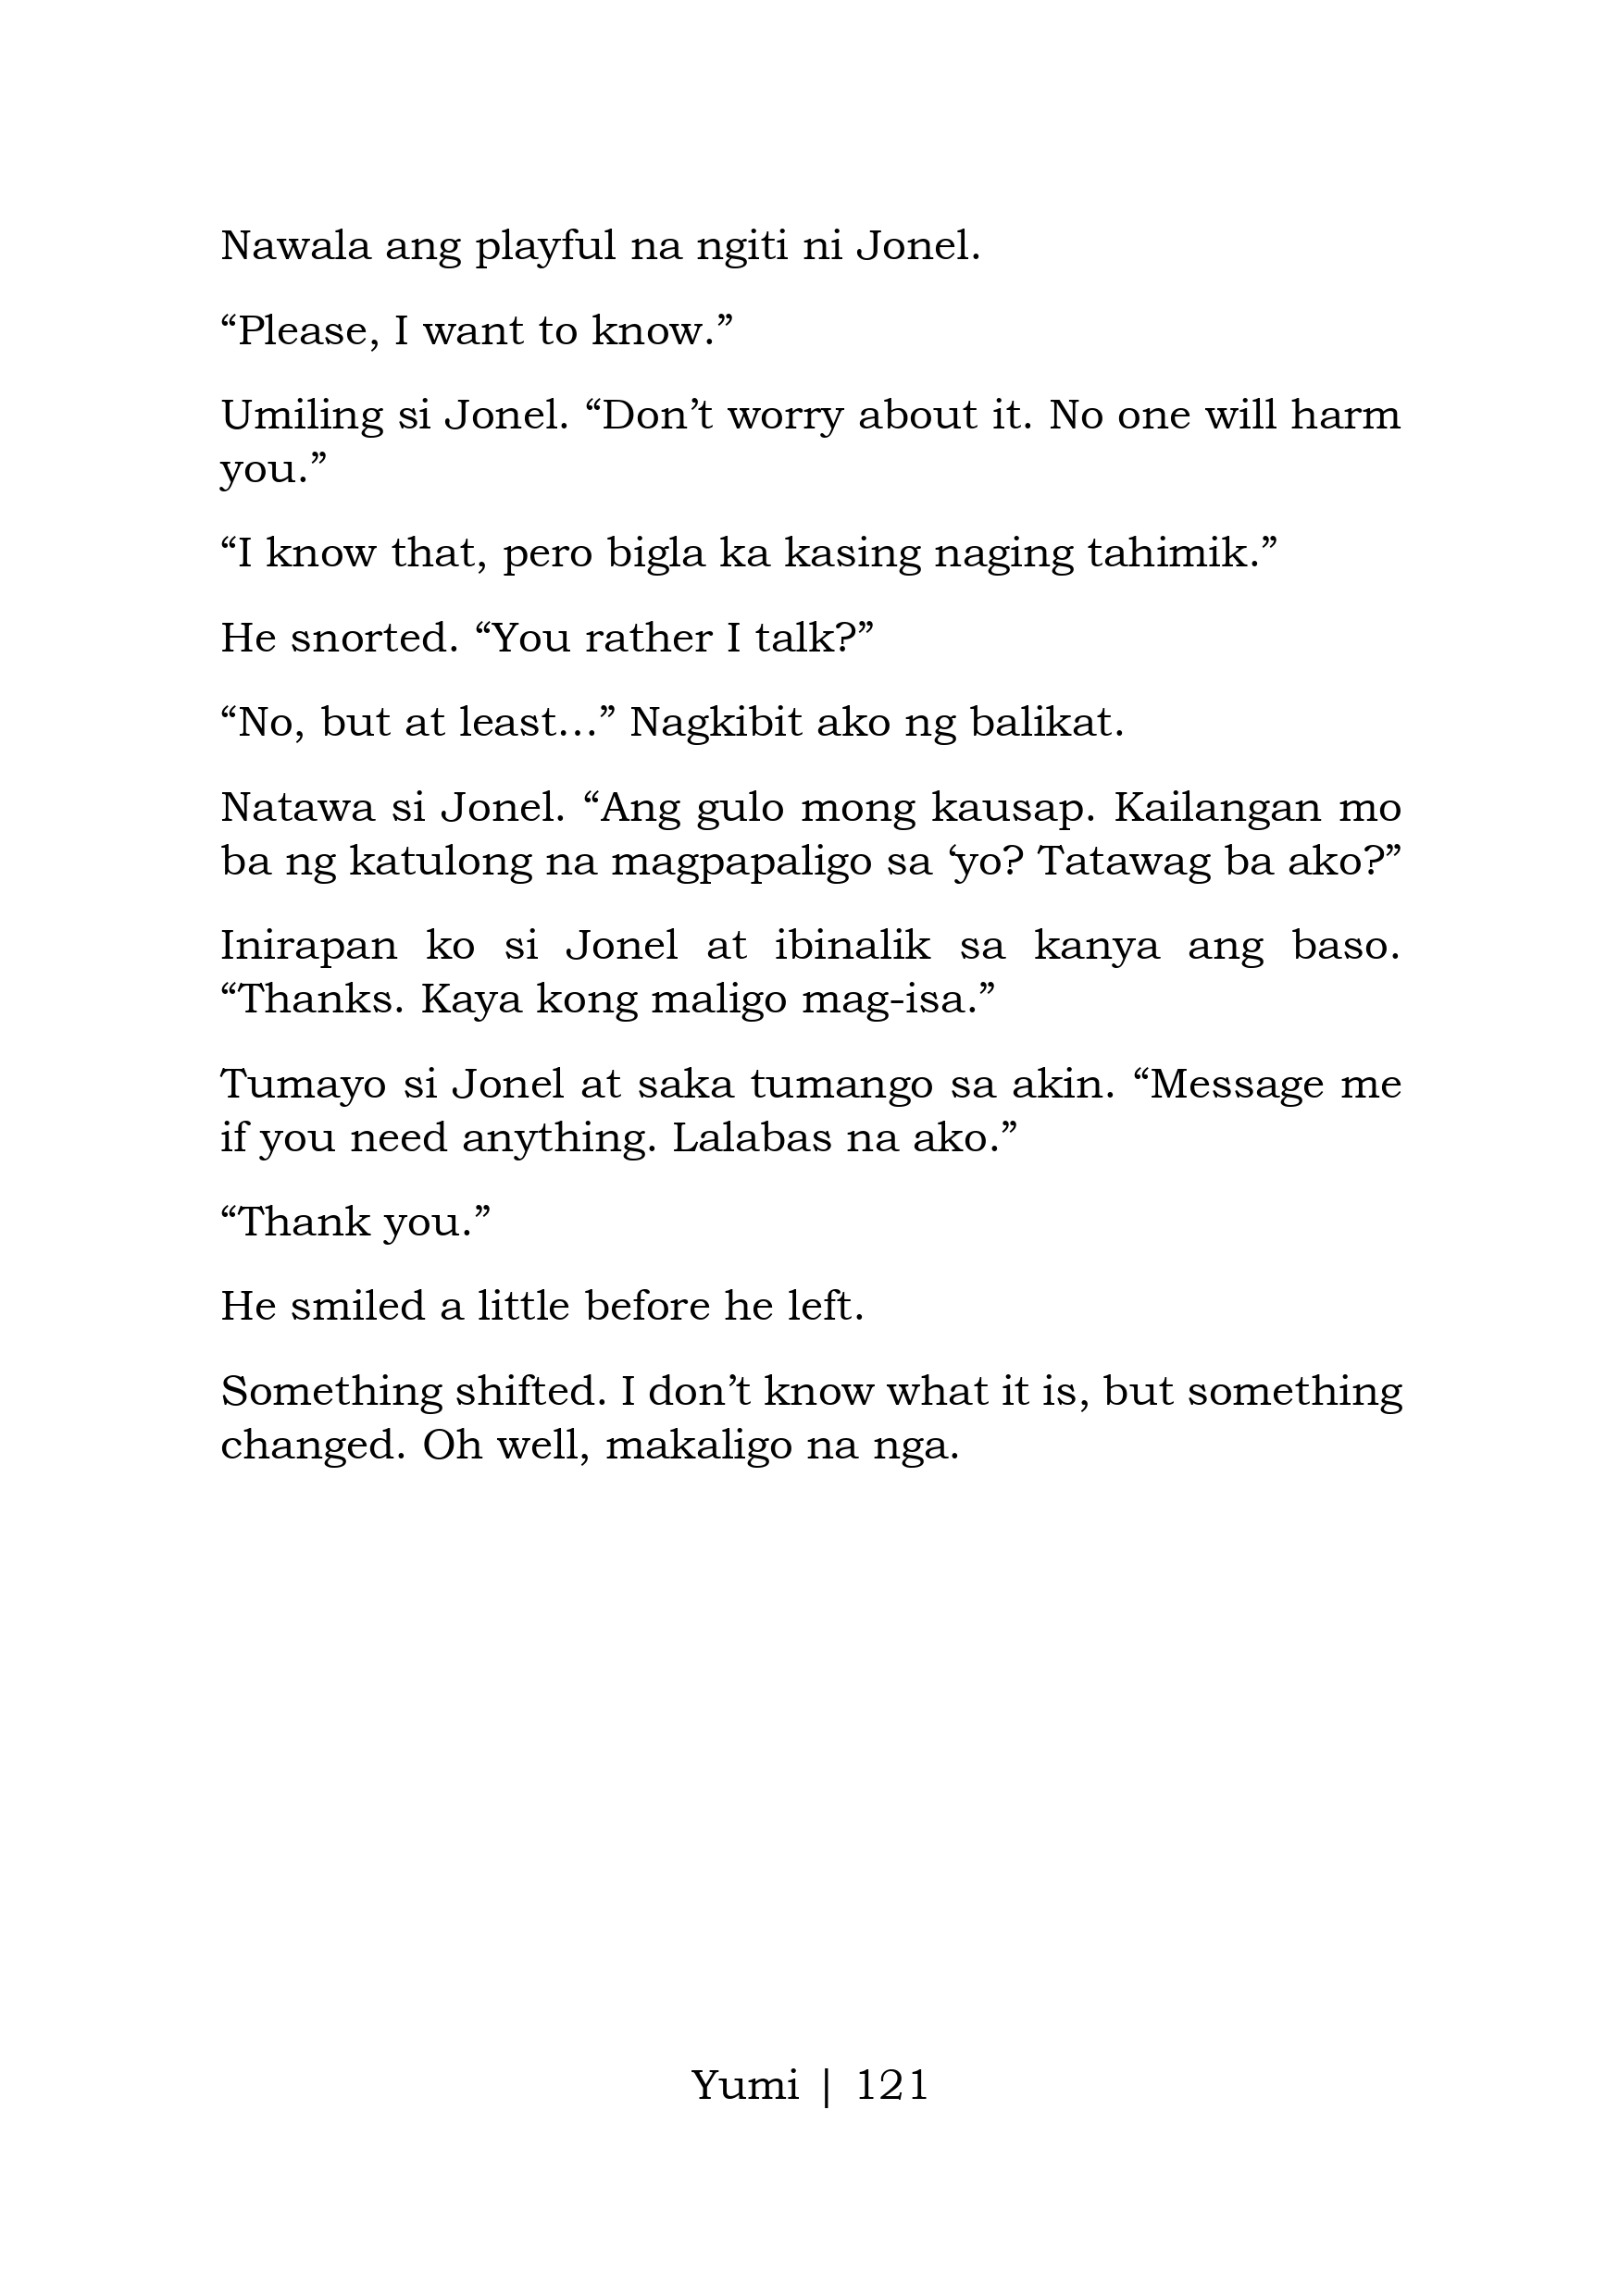 Nawala ang playful na ngiti ni Jonel.
“Please, I want to know.”
Umiling si Jonel. “Don’t worry about it. No one will harm
you.”
“I know that, pero bigla ka kasing naging tahimik.”
He snorted. “You rather I talk?”
“No, but at least…” Nagkibit ako ng balikat.
Natawa si Jonel. “Ang gulo mong kausap. Kailangan mo
ba ng katulong na magpapaligo sa ‘yo? Tatawag ba ako?”
Inirapan ko si Jonel at ibinalik sa kanya ang baso.
“Thanks. Kaya kong maligo mag-isa.”
Tumayo si Jonel at saka tumango sa akin. “Message me
if you need anything. Lalabas na ako.”
“Thank you.”
He smiled a little before he left.
Something shifted. I don’t know what it is, but something
changed. Oh well, makaligo na nga.
Yumi | 121